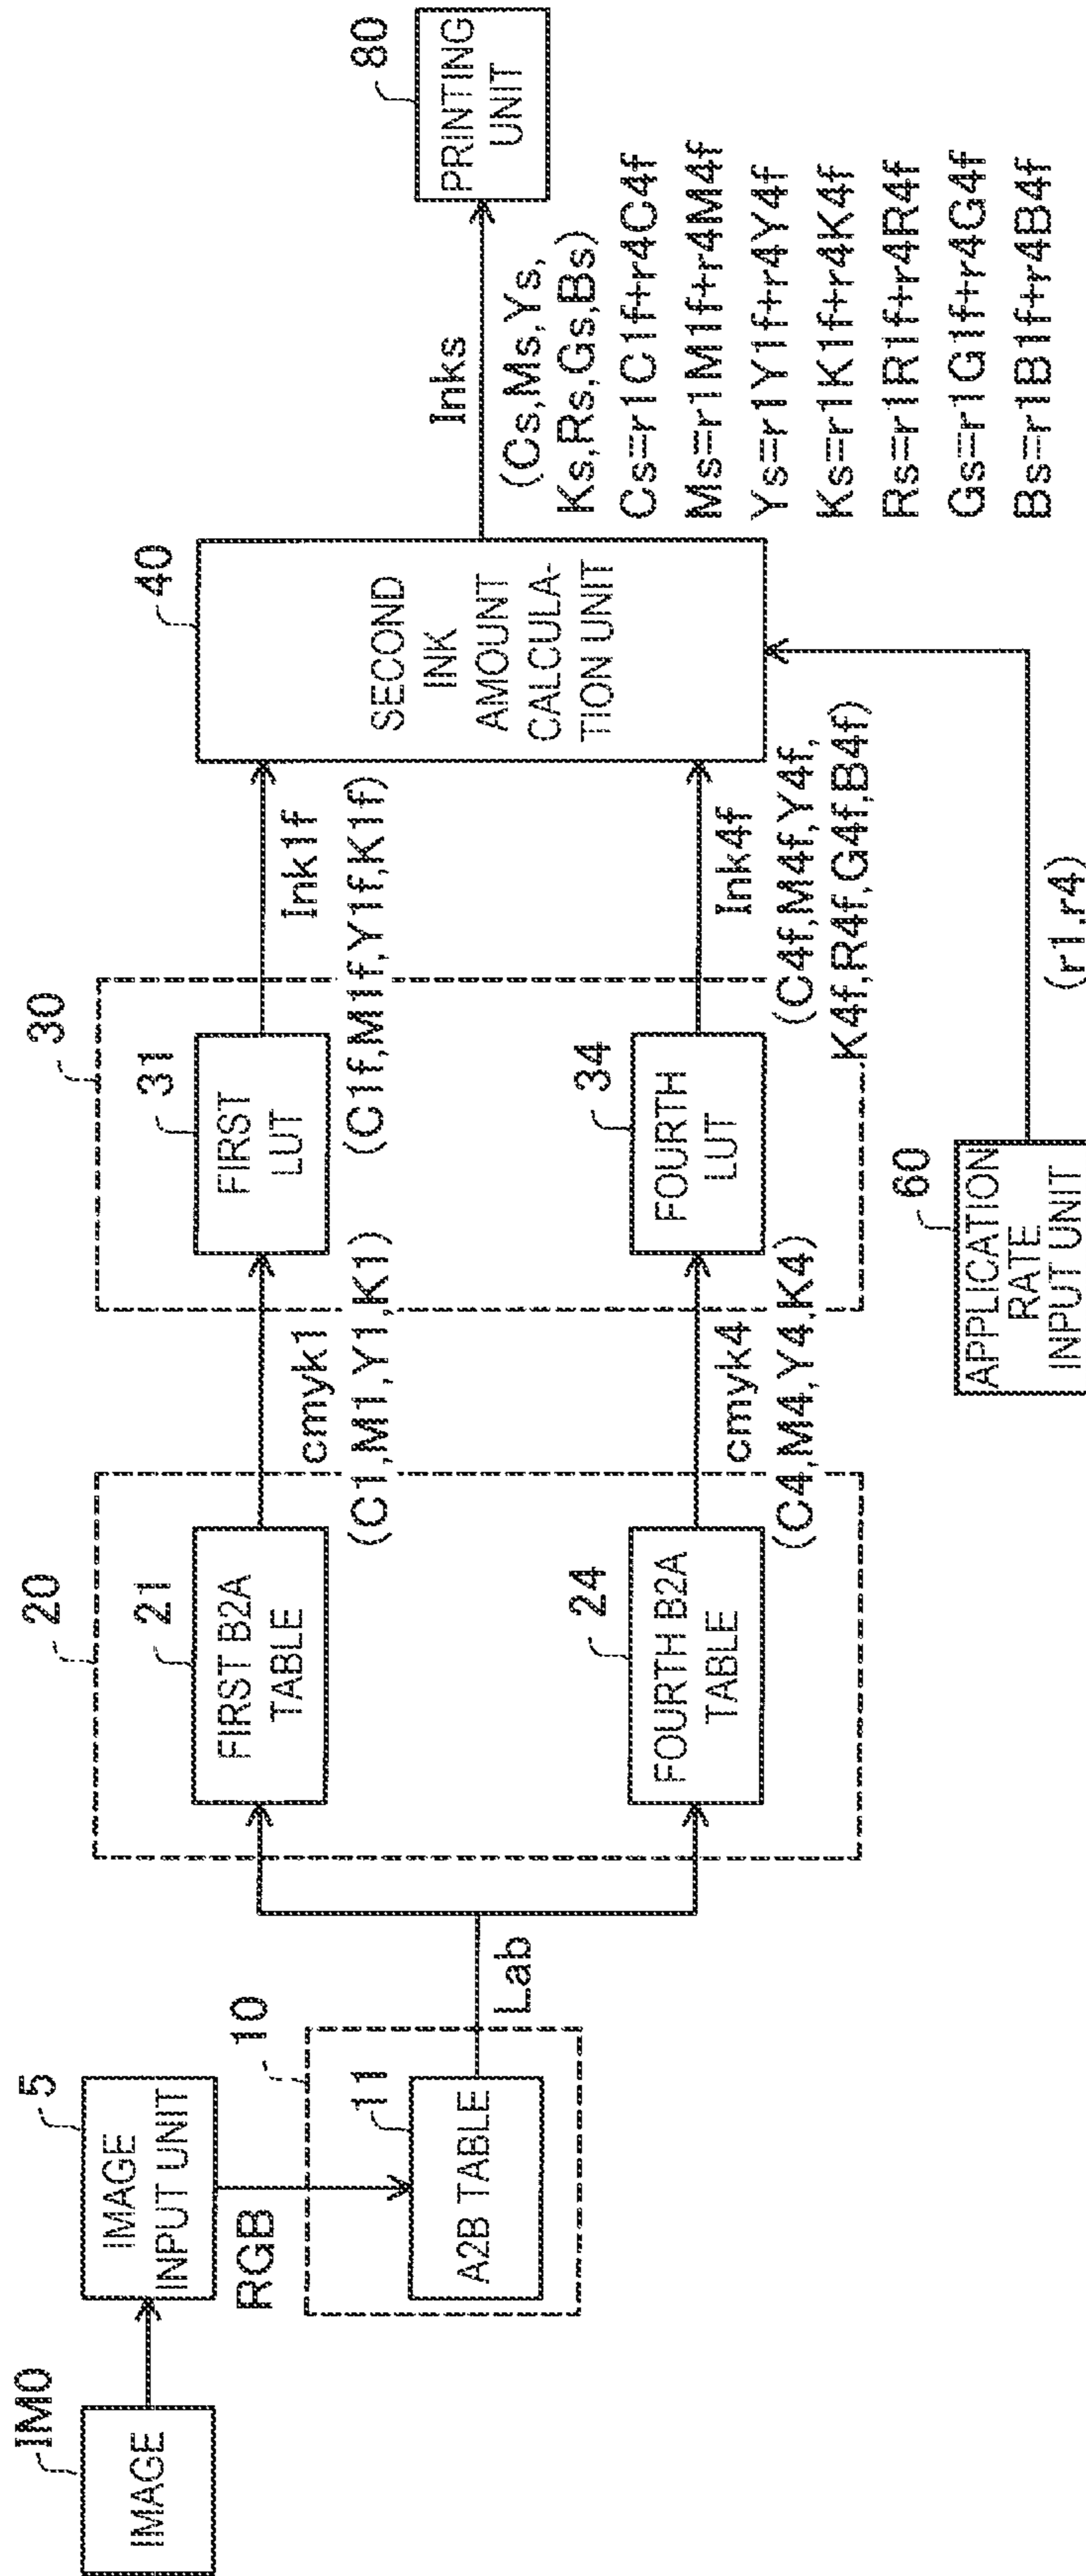 IM0
IMAGE
5
IMAGE
INPUT UNIT
RGB
10
11
A2B TABLE
Lab
20
21
FIRST B2A
TABLE
24
FOURTH B2A
TABLE
cmyk1
(C1,M1,Y1,K1)
cmyk4
(C4,M4,Y4,K4)
30
31
FIRST
LUT
34
FOURTH
LUT
Ink1f
(C1f,M1f,Y1f,K1f)
Ink4f
(C4f,M4f,Y4f,
K4f,R4f,G4f,B4f)
60
APPLICATION
RATE
INPUT UNIT
(r1,r4)
40
SECOND
INK
AMOUNT
CALCULA-
TION UNIT
Inks
(Cs,Ms,Ys,
Ks,Rs,Gs,Bs)
Cs=r1C1f+r4C4f
Ms=r1M1f+r4M4f
Ys=r1Y1f+r4Y4f
Ks=r1K1f+r4K4f
Rs=r1R1f+r4R4f
Gs=r1G1f+r4G4f
Bs=r1B1f+r4B4f
80
PRINTING
UNIT